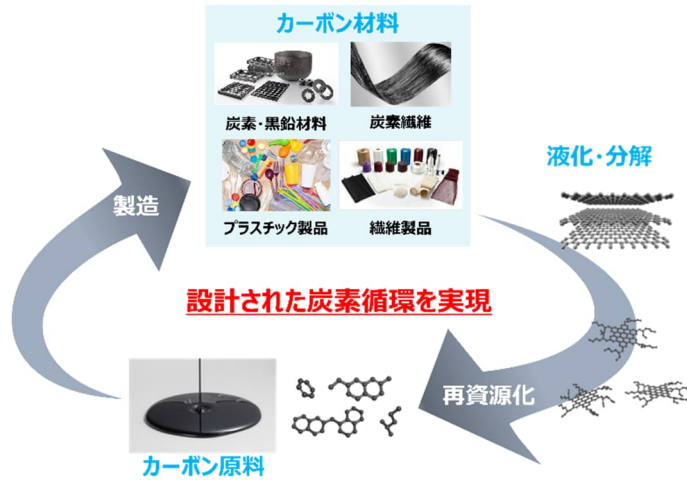 カーボン材料
炭素・黒鉛材料
炭素繊維
プラスチック製品
繊維製品
液化・分解
製造
設計された炭素循環を実現
再資源化
カーボン原料